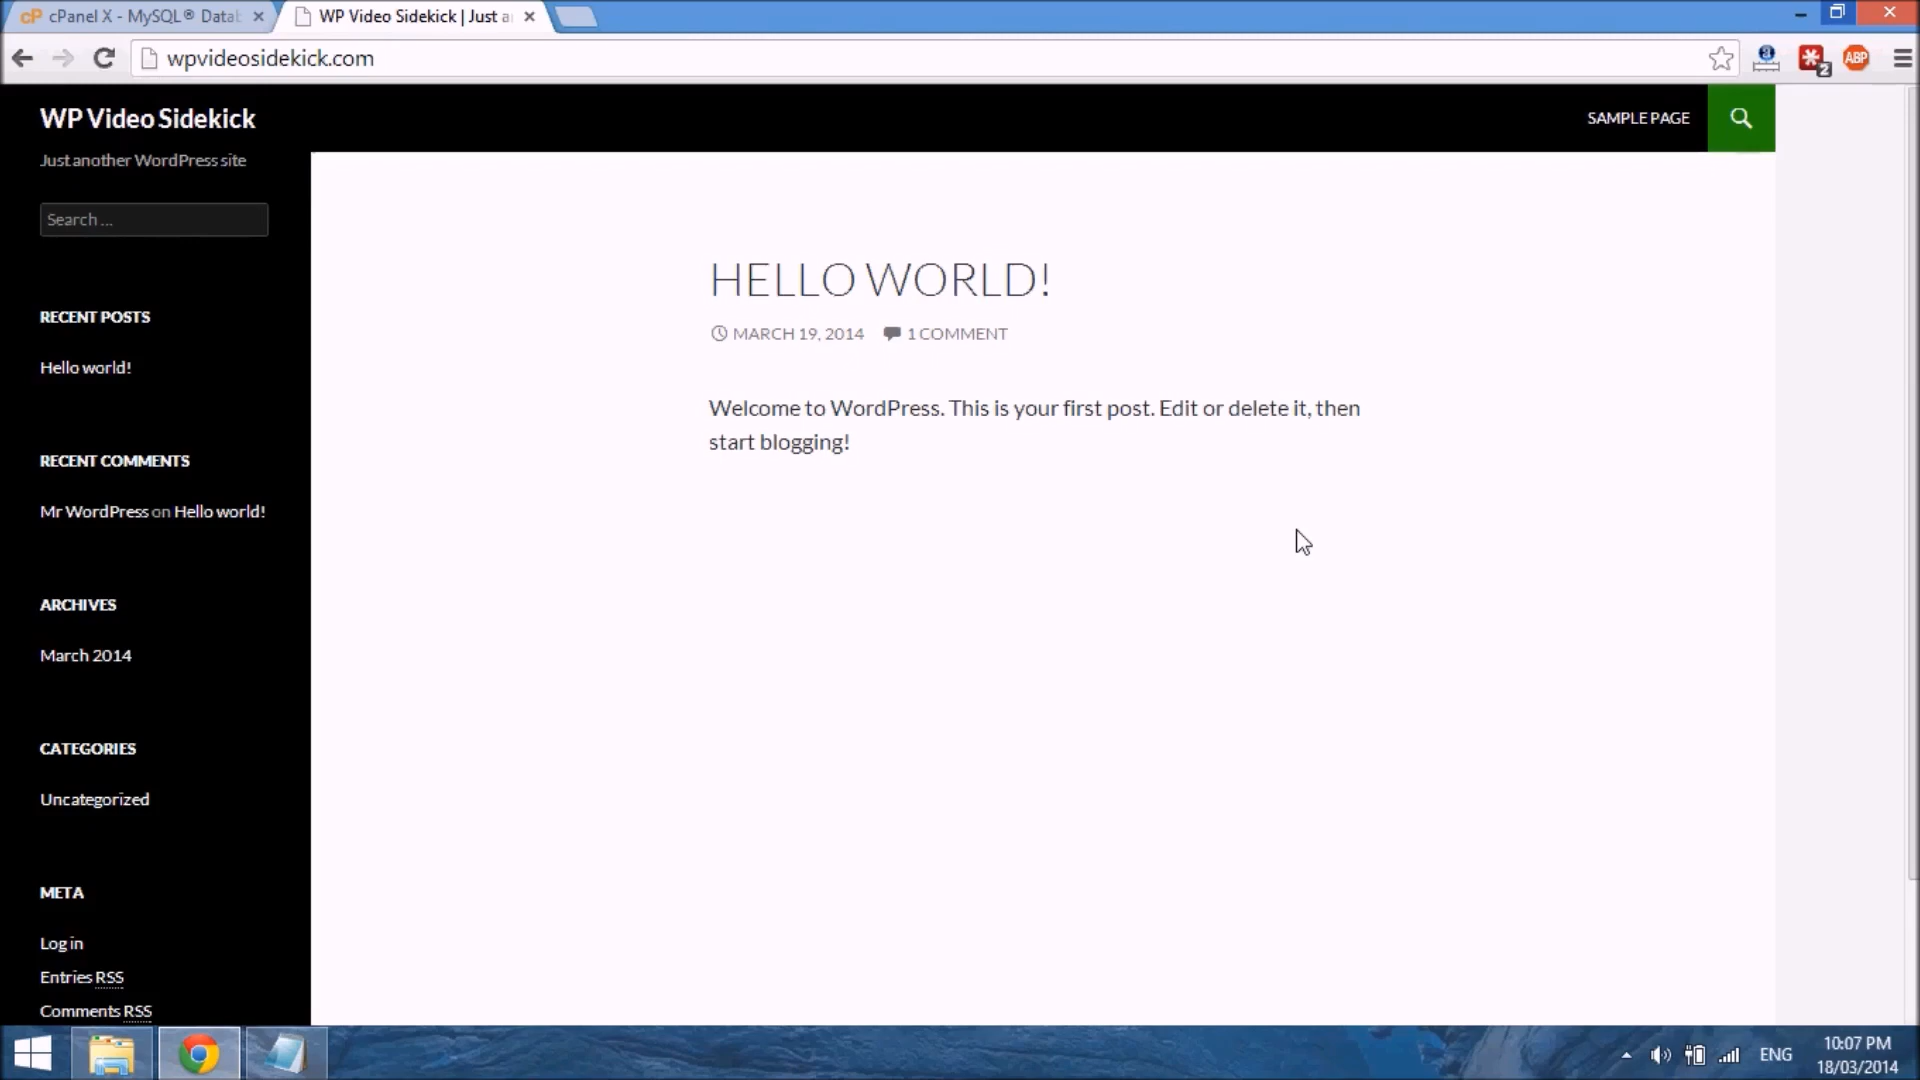 cPanel X - MySQL® Datab
WP Video Sidekick | Just a
wpvideosidekick.com
2
ABP
WP Video Sidekick
SAMPLE PAGE
Just another WordPress site
Search ...
HELLO WORLD!
MARCH 19, 2014 1 COMMENT
Welcome to WordPress. This is your first post. Edit or delete it, then
start blogging!
RECENT POSTS
Hello world!
RECENT COMMENTS
Mr WordPress on Hello world!
ARCHIVES
March 2014
CATEGORIES
Uncategorized
META
Log in
Entries RSS
Comments RSS
ENG
10:07 PM
18/03/2014